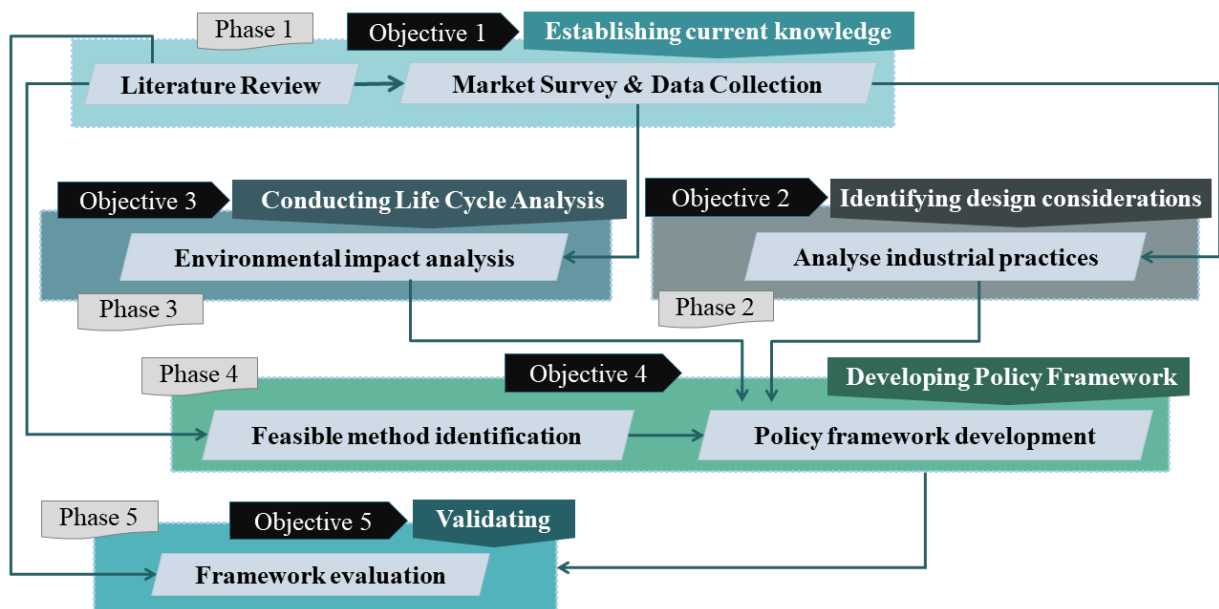 Phase 1
Objective 1
Establishing current knowledge
Literature Review
Market Survey & Data Collection
Objective 3
Conducting Life Cycle Analysis
Environmental impact analysis
Phase 3
Objective 2
Identifying design considerations
Analyse industrial practices
Phase 2
Phase 4
Objective 4
Developing Policy Framework
Feasible method identification
Policy framework development
Phase 5
Objective 5
Validating
Framework evaluation